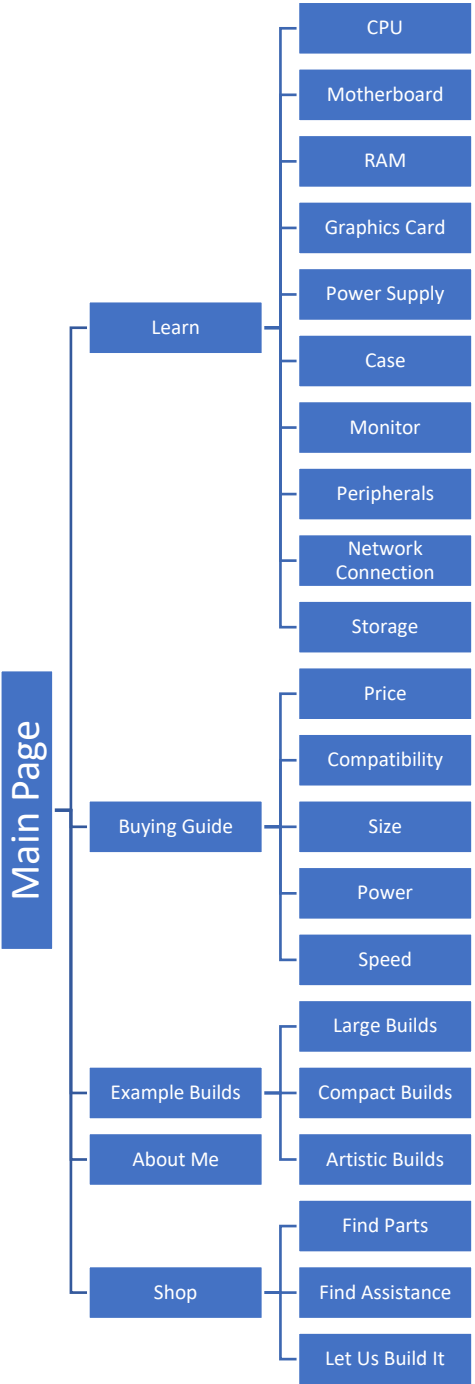 Main Page
Learn
CPU
Motherboard
RAM
Graphics Card
Power Supply
Case
Monitor
Peripherals
Network
Connection
Storage
Buying Guide
Price
Compatibility
Size
Power
Speed
Example Builds
Large Builds
Compact Builds
Artistic Builds
About Me
Shop
Find Parts
Find Assistance
Let Us Build It